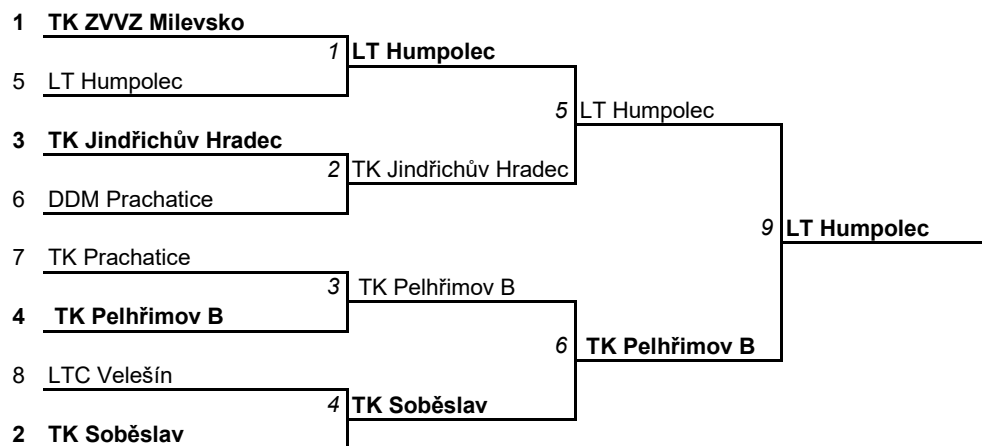 1 TK ZVVZ Milevsko
1 LT Humpolec
5 LT Humpolec
5 LT Humpolec
3 TK Jindřichův Hradec
2 TK Jindřichův Hradec
6 DDM Prachatice
9 LT Humpolec
7 TK Prachatice
3 TK Pelhřimov B
4 TK Pelhřimov B
6 TK Pelhřimov B
8 LTC Velešín
4 TK Soběslav
2 TK Soběslav